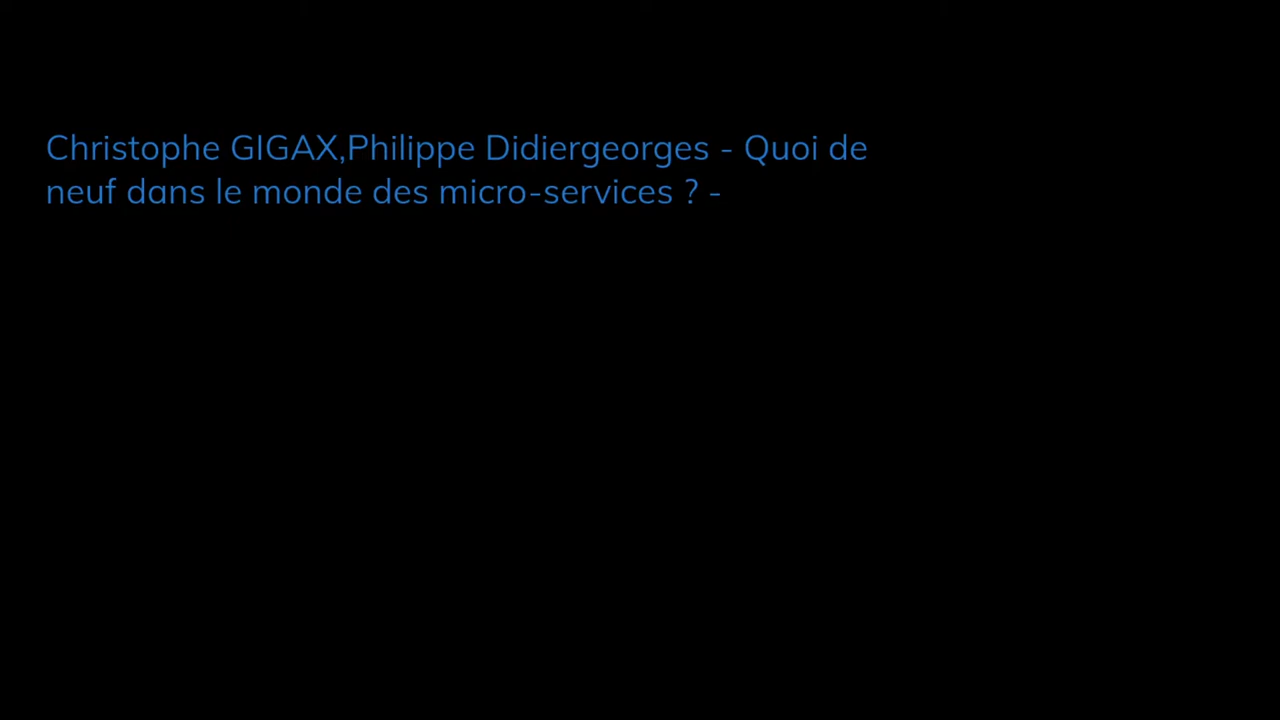 Christophe GIGAX,Philippe Didiergeorges - Quoi de
neuf dans le monde des micro-services ? -